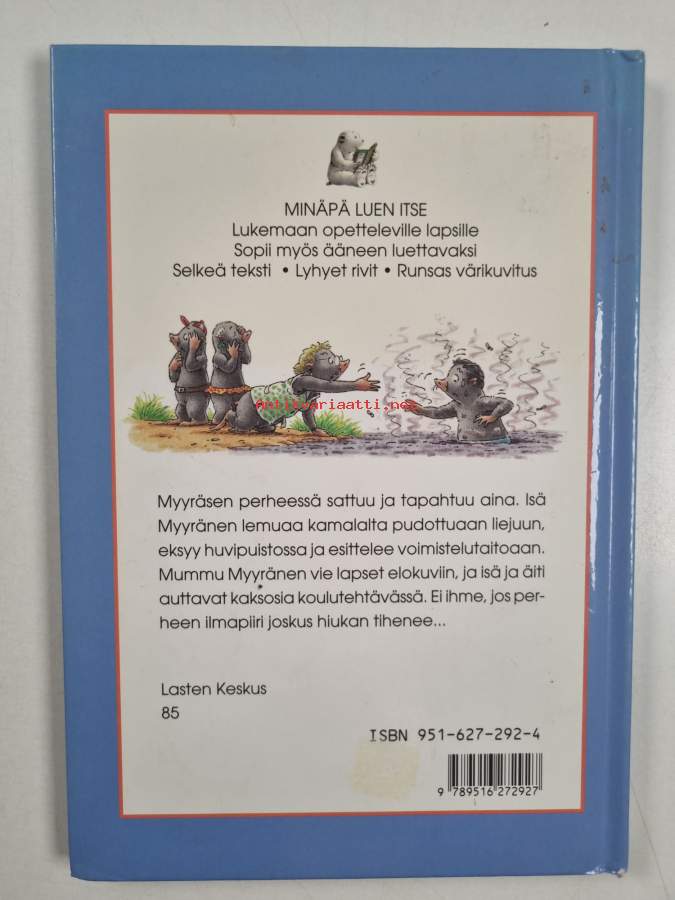 MINÄPÄ LUEN ITSE
Lukemaan opetteleville lapsille
Sopii myös ääneen luettavaksi
Selkeä teksti • Lyhyet rivit • Runsas värikuvitus
Antikvariaatti.net
Myyräsen perheessä sattuu ja tapahtuu aina. Isä
Myyränen lemuaa kamalalta pudottuaan liejuun,
eksyy huvipuistossa ja esittelee voimistelutaitoaan.
Mummu Myyränen vie lapset elokuviin, ja isä ja äiti
auttavat kaksosia koulutehtävässä. Ei ihme, jos per-
heen ilmapiiri joskus hiukan tihenee...
Lasten Keskus
85
ISBN 951-627-292-4
9 789516 272927